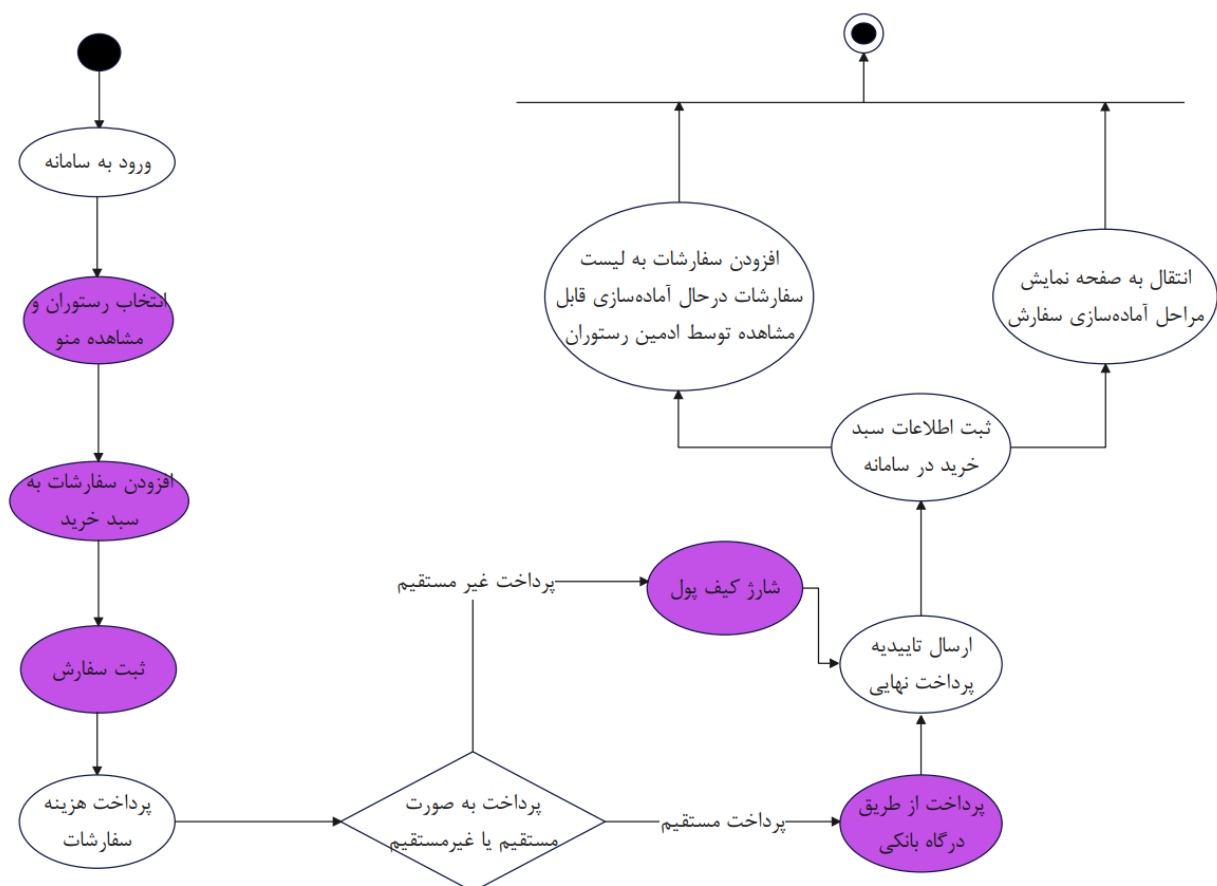 ورود به سامانه
انتخاب رستوران و
مشاهده منو
افزودن سفارشات به
سبد خرید
ثبت سفارش
پرداخت هزینه
سفارشات
پرداخت به صورت
مستقیم یا غیرمستقیم
پرداخت غیر مستقیم
شارژ کیف پول
پرداخت مستقیم
پرداخت از طریق
درگاه بانکی
ارسال تاییدیه
پرداخت نهایی
ثبت اطلاعات سبد
خرید در سامانه
افزودن سفارشات به لیست
سفارشات درحال آماده‌سازی قابل
مشاهده توسط ادمین رستوران
انتقال به صفحه نمایش
مراحل آماده‌سازی سفارش